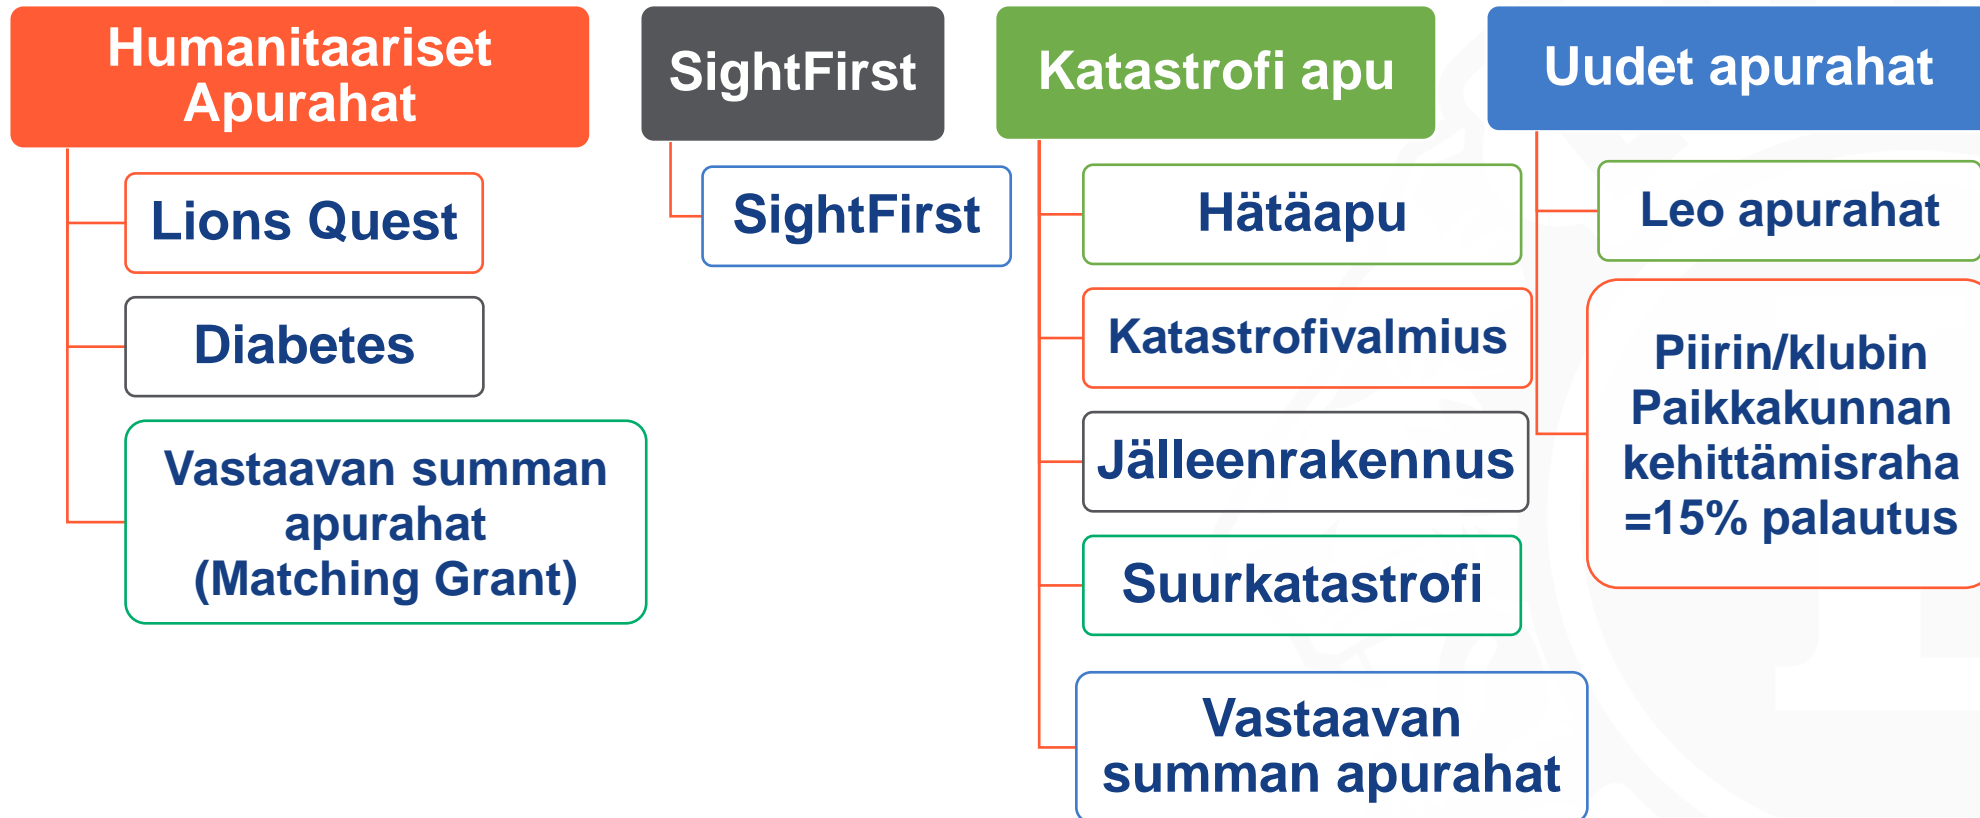 Humanitaariset
Apurahat
Lions Quest
Diabetes
Vastaavan summan
apurahat
(Matching Grant)
SightFirst
SightFirst
Katastrofi apu
Hätäapu
Katastrofivalmius
Jälleenrakennus
Suurkatastrofi
Vastaavan
summan apurahat
Uudet apurahat
Leo apurahat
Piirin/klubin
Paikkakunnan
kehittämisraha
=15% palautus